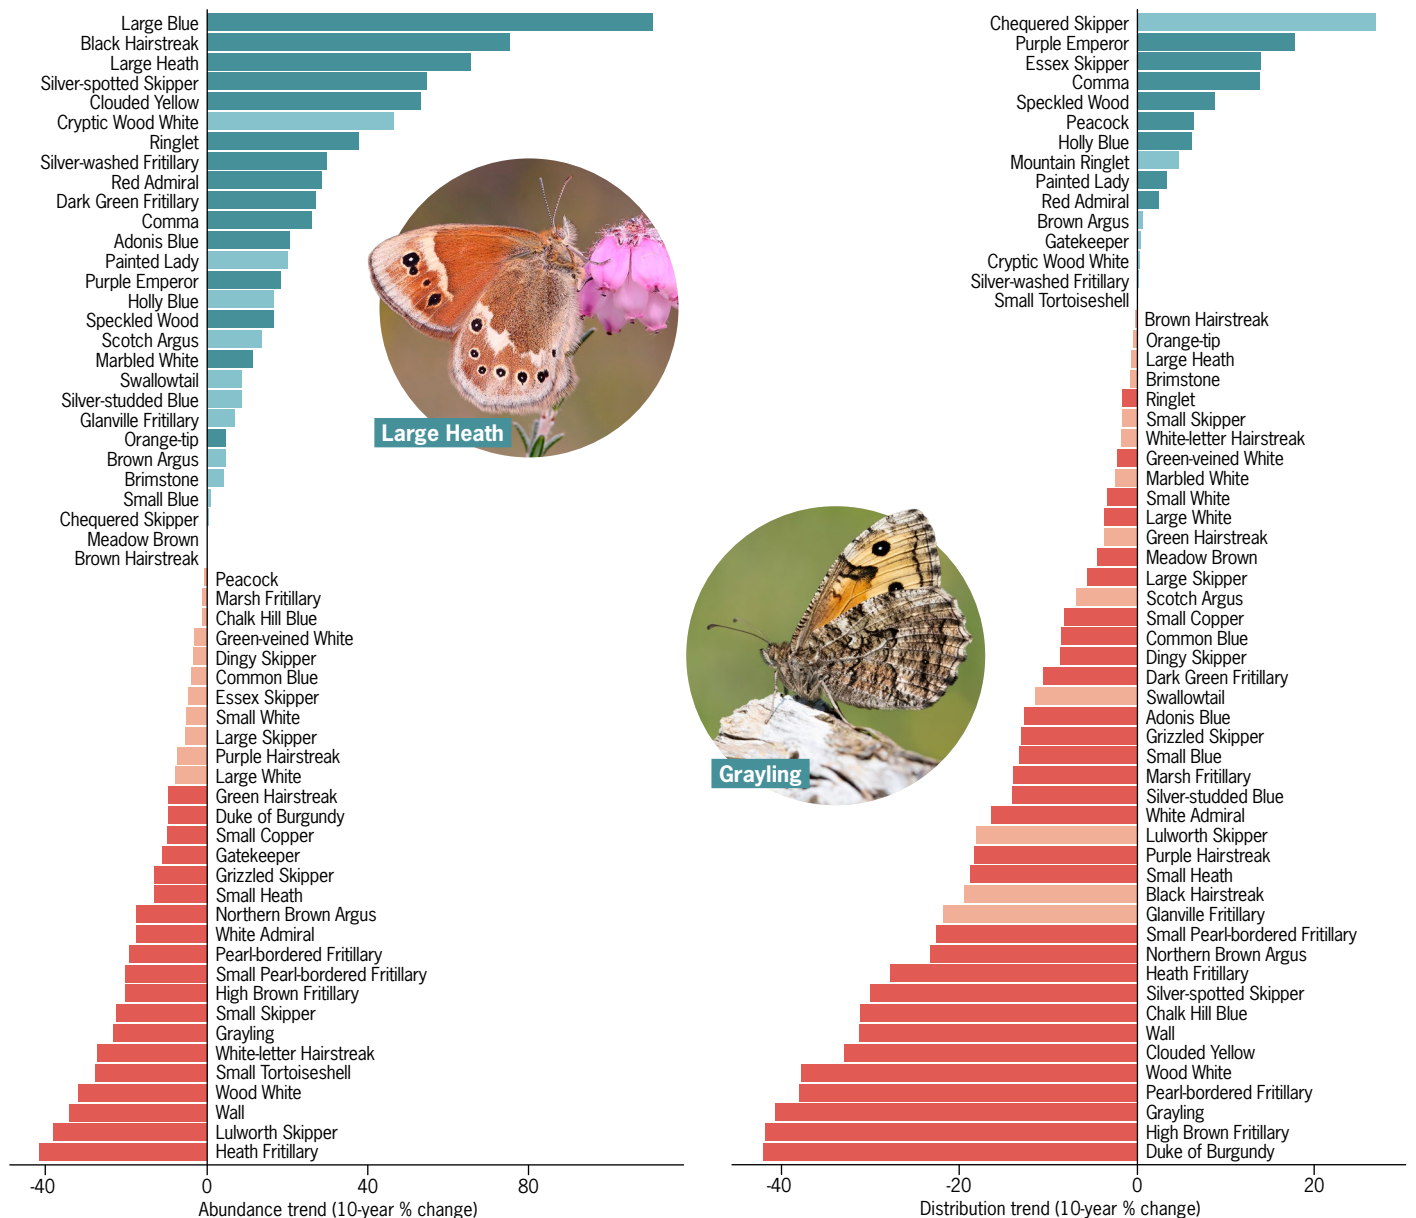 Large Blue
Black Hairstreak
Large Heath
Silver-spotted Skipper
Clouded Yellow
Cryptic Wood White
Ringlet
Silver-washed Fritillary
Red Admiral
Dark Green Fritillary
Comma
Adonis Blue
Painted Lady
Purple Emperor
Holly Blue
Speckled Wood
Scotch Argus
Marbled White
Swallowtail
Silver-studded Blue
Glanville Fritillary
Orange-tip
Brown Argus
Brimstone
Small Blue
Chequered Skipper
Meadow Brown
Brown Hairstreak
Peacock
Marsh Fritillary
Chalk Hill Blue
Green-veined White
Dingy Skipper
Common Blue
Essex Skipper
Small White
Large Skipper
Purple Hairstreak
Large White
Green Hairstreak
Duke of Burgundy
Small Copper
Gatekeeper
Grizzled Skipper
Small Heath
Northern Brown Argus
White Admiral
Pearl-bordered Fritillary
Small Pearl-bordered Fritillary
High Brown Fritillary
Small Skipper
Grayling
White-letter Hairstreak
Small Tortoiseshell
Wood White
Wall
Lulworth Skipper
Heath Fritillary
-40 0 40 80
Abundance trend (10-year % change)
Large Heath
Grayling
Chequered Skipper
Purple Emperor
Essex Skipper
Comma
Speckled Wood
Peacock
Holly Blue
Mountain Ringlet
Painted Lady
Red Admiral
Brown Argus
Gatekeeper
Cryptic Wood White
Silver-washed Fritillary
Small Tortoiseshell
Brown Hairstreak
Orange-tip
Large Heath
Brimstone
Ringlet
Small Skipper
White-letter Hairstreak
Green-veined White
Marbled White
Small White
Large White
Green Hairstreak
Meadow Brown
Large Skipper
Scotch Argus
Small Copper
Common Blue
Dingy Skipper
Dark Green Fritillary
Swallowtail
Adonis Blue
Grizzled Skipper
Small Blue
Marsh Fritillary
Silver-studded Blue
White Admiral
Lulworth Skipper
Purple Hairstreak
Small Heath
Black Hairstreak
Glanville Fritillary
Small Pearl-bordered Fritillary
Northern Brown Argus
Heath Fritillary
Silver-spotted Skipper
Chalk Hill Blue
Wall
Clouded Yellow
Wood White
Pearl-bordered Fritillary
Grayling
High Brown Fritillary
Duke of Burgundy
-40 -20 0 20
Distribution trend (10-year % change)